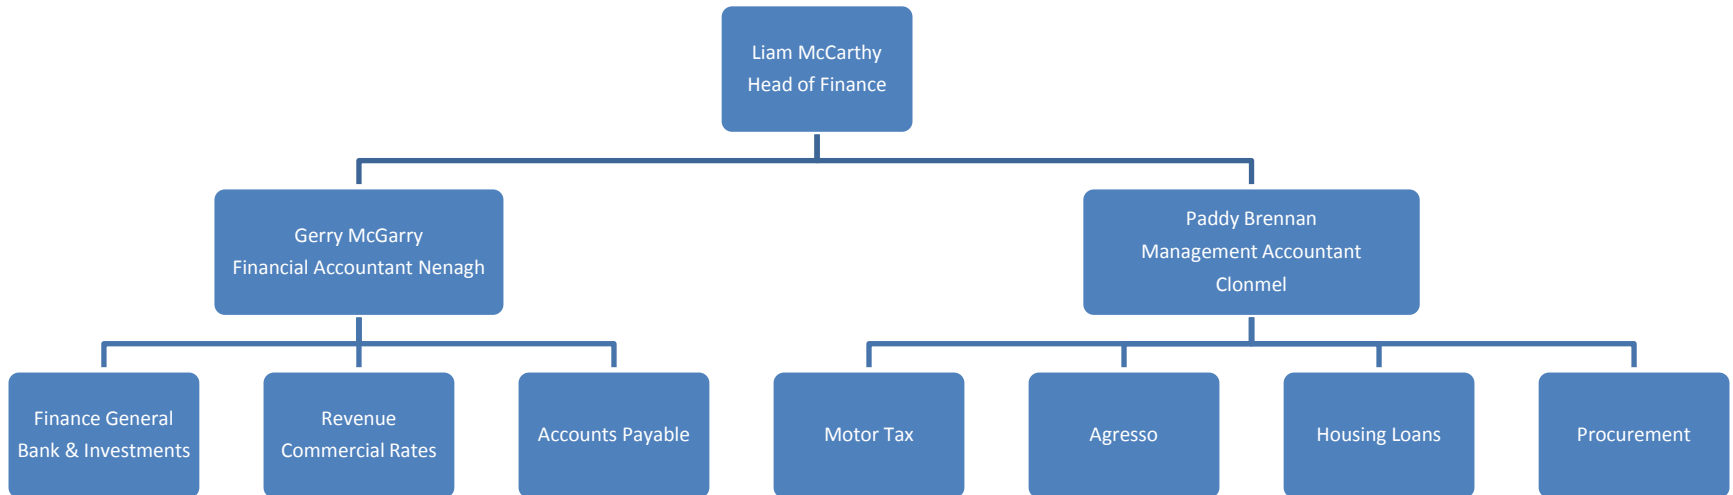 Liam McCarthy
Head of Finance
Gerry McGarry
Financial Accountant Nenagh
Paddy Brennan
Management Accountant
Clonmel
Finance General
Bank & Investments
Revenue
Commercial Rates
Accounts Payable
Motor Tax
Agresso
Housing Loans
Procurement